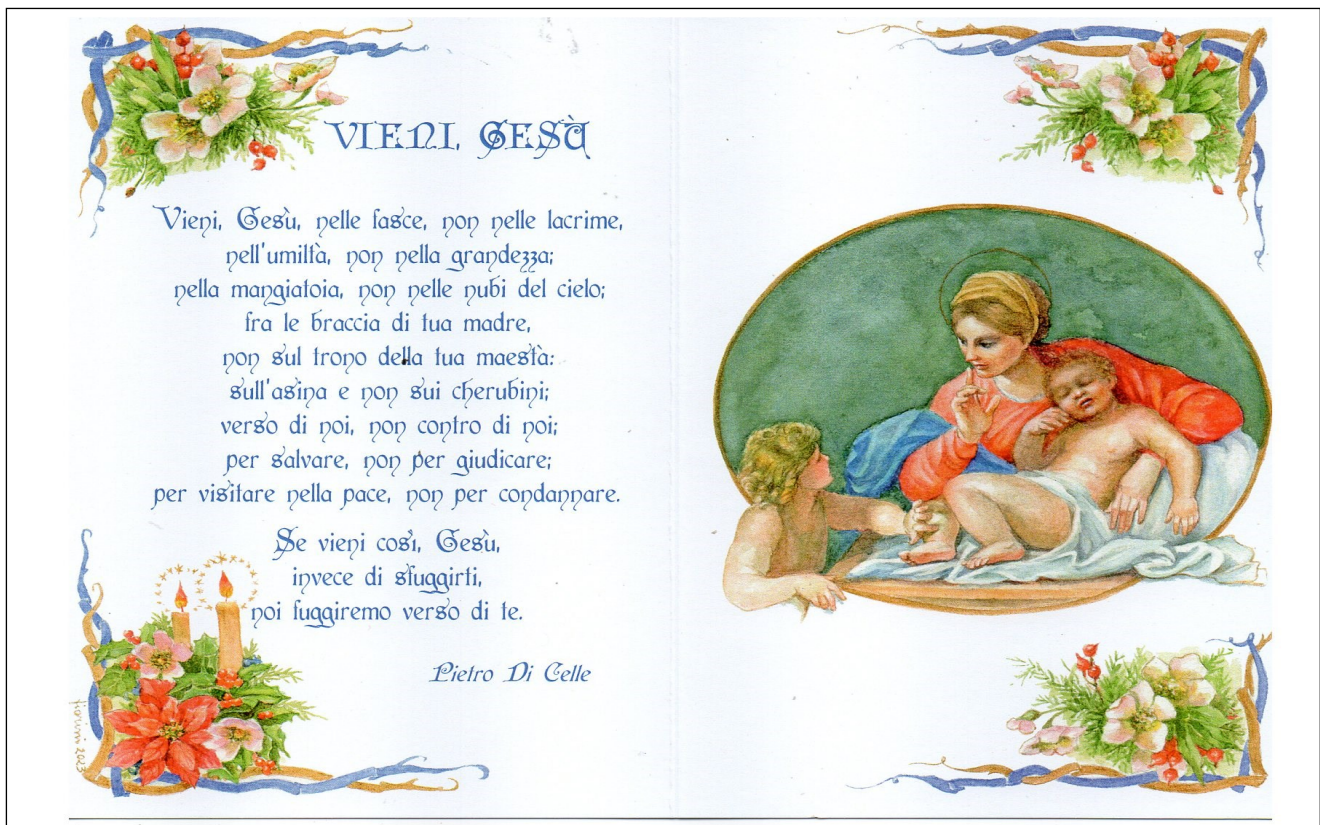 VIENI, GESÙ
Vieni, Gesù, nelle fasce, non nelle lacrime,
nell'umiltà, non nella grandezza;
nella mangiatoia, non nelle nubi del cielo;
fra le braccia di tua madre,
non sul trono della tua maestà:
sull'asina e non sui cherubini;
verso di noi, non contro di noi;
per salvare, non per giudicare;
per visitare nella pace, non per condannare.
Se vieni così, Gesù,
invece di sfuggirti,
noi fuggiremo verso di te.
Pietro Di Celle
fiorini 2023